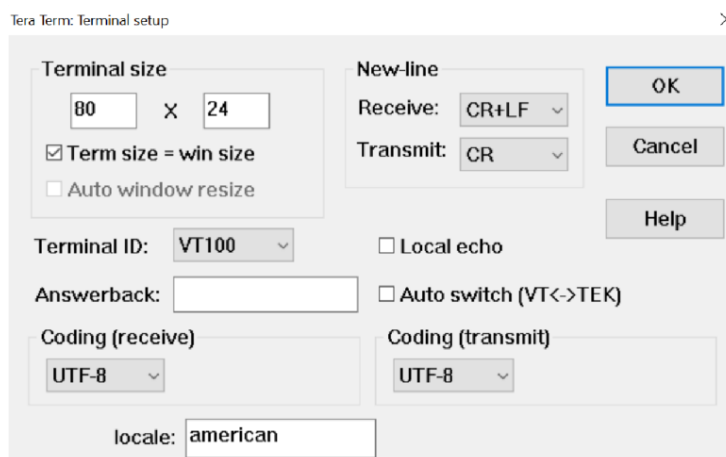 Tera Term: Terminal setup
Terminal size
80 X 24
Term size = win size
Auto window resize
New-line
Receive: CR+LF
Transmit: CR
OK
Cancel
Help
Terminal ID: VT100
Local echo
Answerback:
Auto switch (VT<->TEK)
Coding (receive)
UTF-8
Coding (transmit)
UTF-8
locale: american